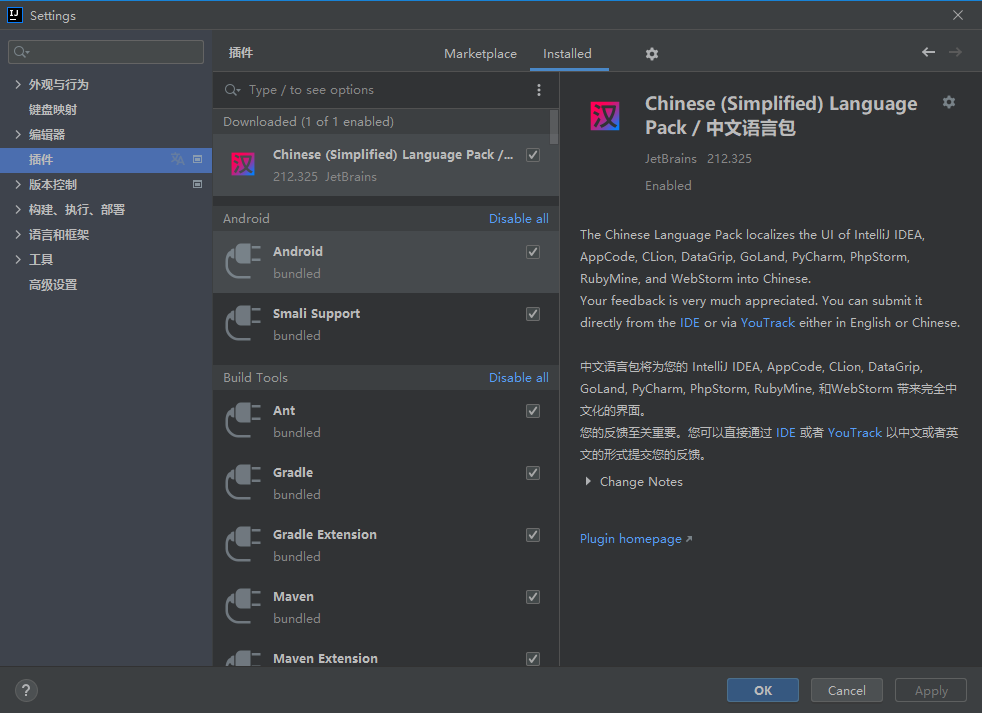 Settings
外观与行为
键盘映射
编辑器
插件
版本控制
构建、执行、部署
语言和框架
工具
高级设置
插件
Marketplace
Installed
Type / to see options
Downloaded (1 of 1 enabled)
Chinese (Simplified) Language Pack /...
212.325 JetBrains
Android
Disable all
Android
bundled
Smali Support
bundled
Build Tools
Disable all
Ant
bundled
Gradle
bundled
Gradle Extension
bundled
Maven
bundled
Maven Extension
汉
Chinese (Simplified) Language
Pack / 中文语言包
JetBrains 212.325
Enabled
The Chinese Language Pack localizes the UI of IntelliJ IDEA,
AppCode, CLion, DataGrip, GoLand, PyCharm, PhpStorm,
RubyMine, and WebStorm into Chinese.
Your feedback is very much appreciated. You can submit it
directly from the IDE or via YouTrack either in English or Chinese.
中文语言包将为您的 IntelliJ IDEA, AppCode, CLion, DataGrip,
GoLand, PyCharm, PhpStorm, RubyMine, 和WebStorm 带来完全中
文化的界面。
您的反馈至关重要。您可以直接通过 IDE 或者 YouTrack 以中文或者英
文的形式提交您的反馈。
Change Notes
Plugin homepage
?
OK
Cancel
Apply